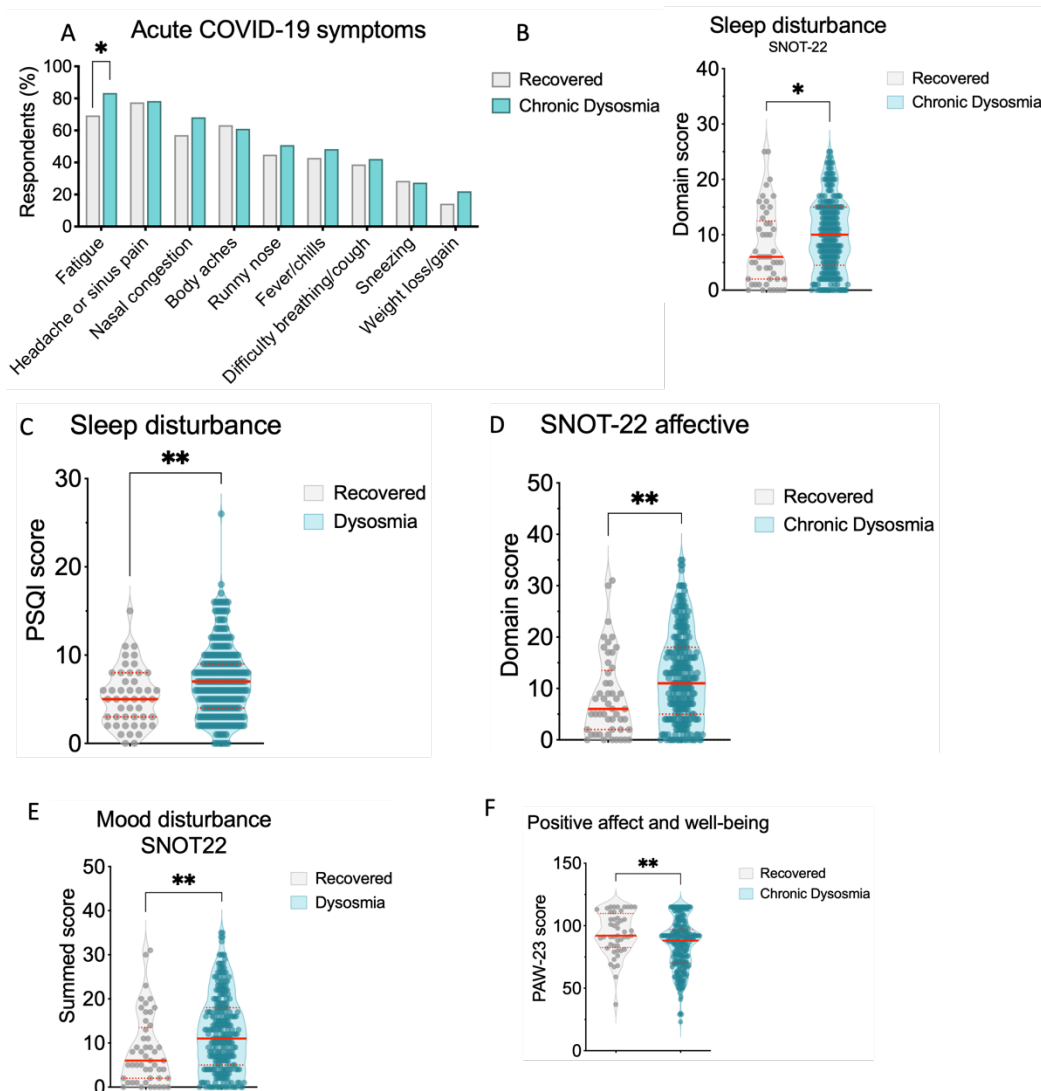 A
Acute COVID-19 symptoms
*
Respondents (%)
100
80
60
40
20
0
Fatigue
Headache or sinus pain
Nasal congestion
Body aches
Runny nose
Fever/chills
Difficulty breathing/cough
Sneezing
Weight loss/gain
Recovered
Chronic Dysosmia
B
Sleep disturbance
SNOT-22
Recovered
Chronic Dysosmia
*
Domain score
40
30
20
10
0
C
Sleep disturbance
**
Recovered
Dysosmia
PSQI score
30
20
10
0
D
SNOT-22 affective
Recovered
Chronic Dysosmia
**
Domain score
50
40
30
20
10
0
E
Mood disturbance
SNOT22
Recovered
Dysosmia
**
Summed score
50
40
30
20
10
0
F
Positive affect and well-being
Recovered
Chronic Dysosmia
**
PAW-23 score
150
100
50
0